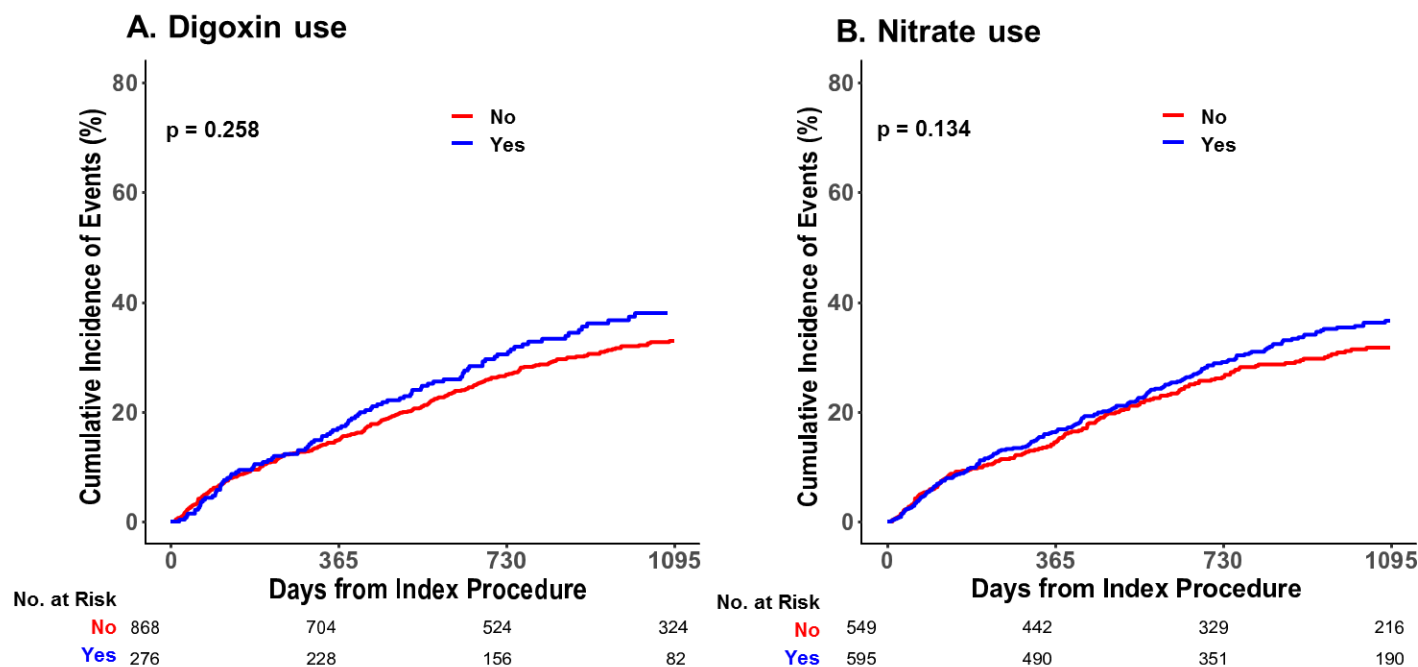 A. Digoxin use
Cumulative Incidence of Events (%)
80
60
40
20
0
p = 0.258
No
Yes
0 365 730 1095
Days from Index Procedure
No. at Risk
No 868 704 524 324
Yes 276 228 156 82
B. Nitrate use
Cumulative Incidence of Events (%)
80
60
40
20
0
p = 0.134
No
Yes
0 365 730 1095
Days from Index Procedure
No. at Risk
No 549 442 329 216
Yes 595 490 351 190